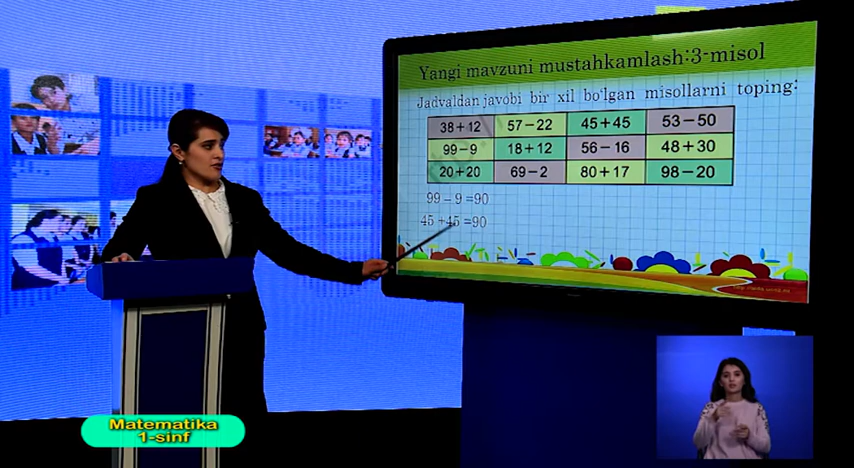 Yangi mavzuni mustahkamlash:3-misol
Jadvaldan javobi bir xil bo'lgan misollarni toping:
38+12 57−22 45+45 53−50
99−9 18+12 56−16 48+30
20+20 69−2 80+17 98−20
99 − 9 =90
45 +45 =90
Matematika
1-sinf